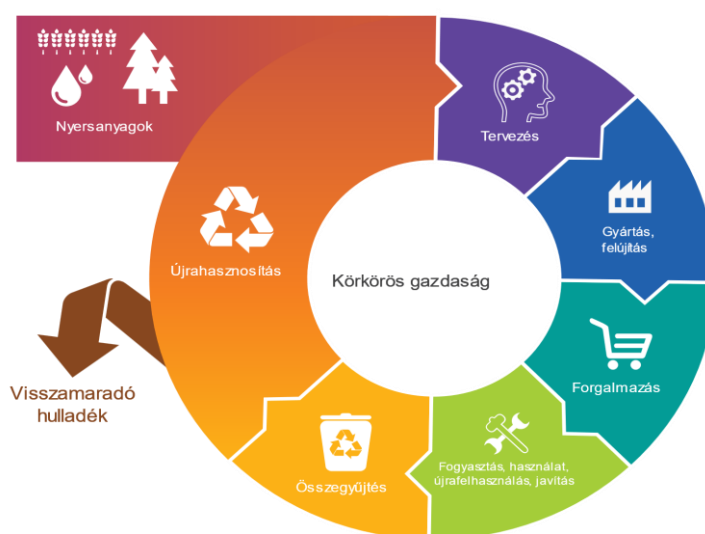 Nyersanyagok
Tervezés
Gyártás,
felújítás
Forgalmazás
Fogyasztás, használat,
újrafelhasználás, javítás
Összegyűjtés
Újrahasznosítás
Visszamaradó
hulladék
Körkörös gazdaság